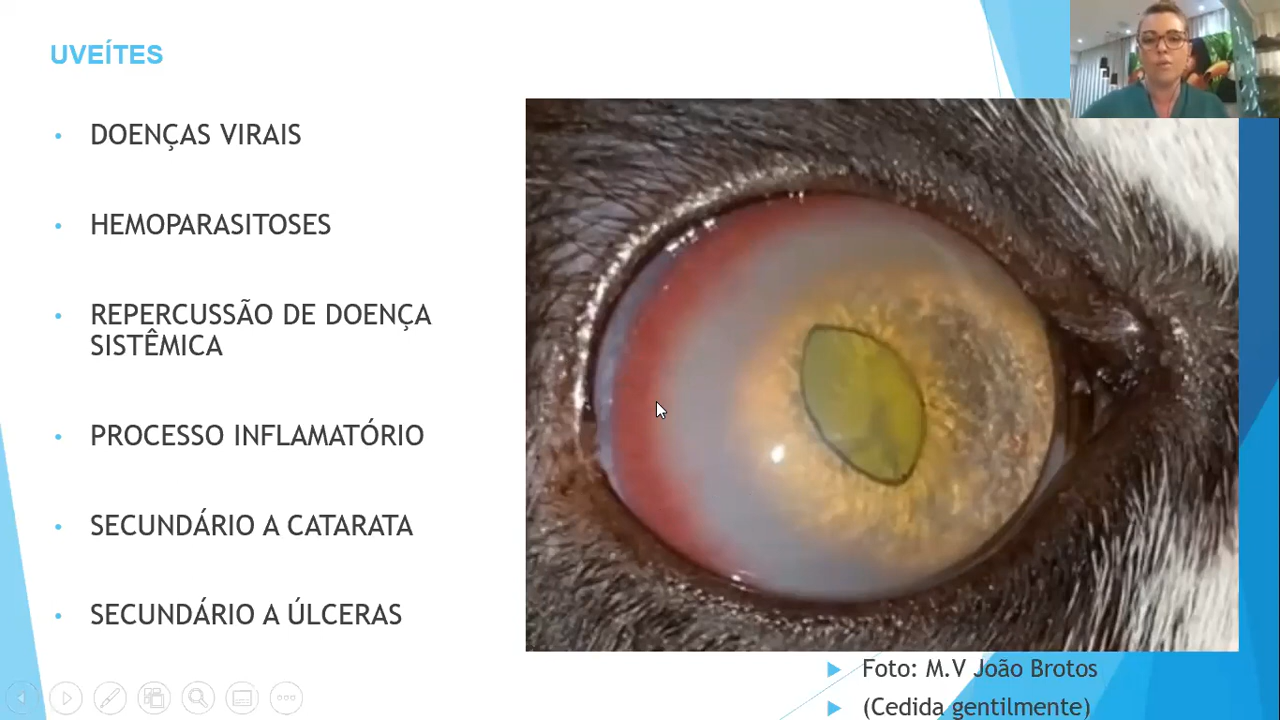 UVEÍTES
DOENÇAS VIRAIS
HEMOPARASITOSES
REPERCUSSÃO DE DOENÇA
SISTÊMICA
PROCESSO INFLAMATÓRIO
SECUNDÁRIO A CATARATA
SECUNDÁRIO A ÚLCERAS
Foto: M.V João Brotos
(Cedida gentilmente)